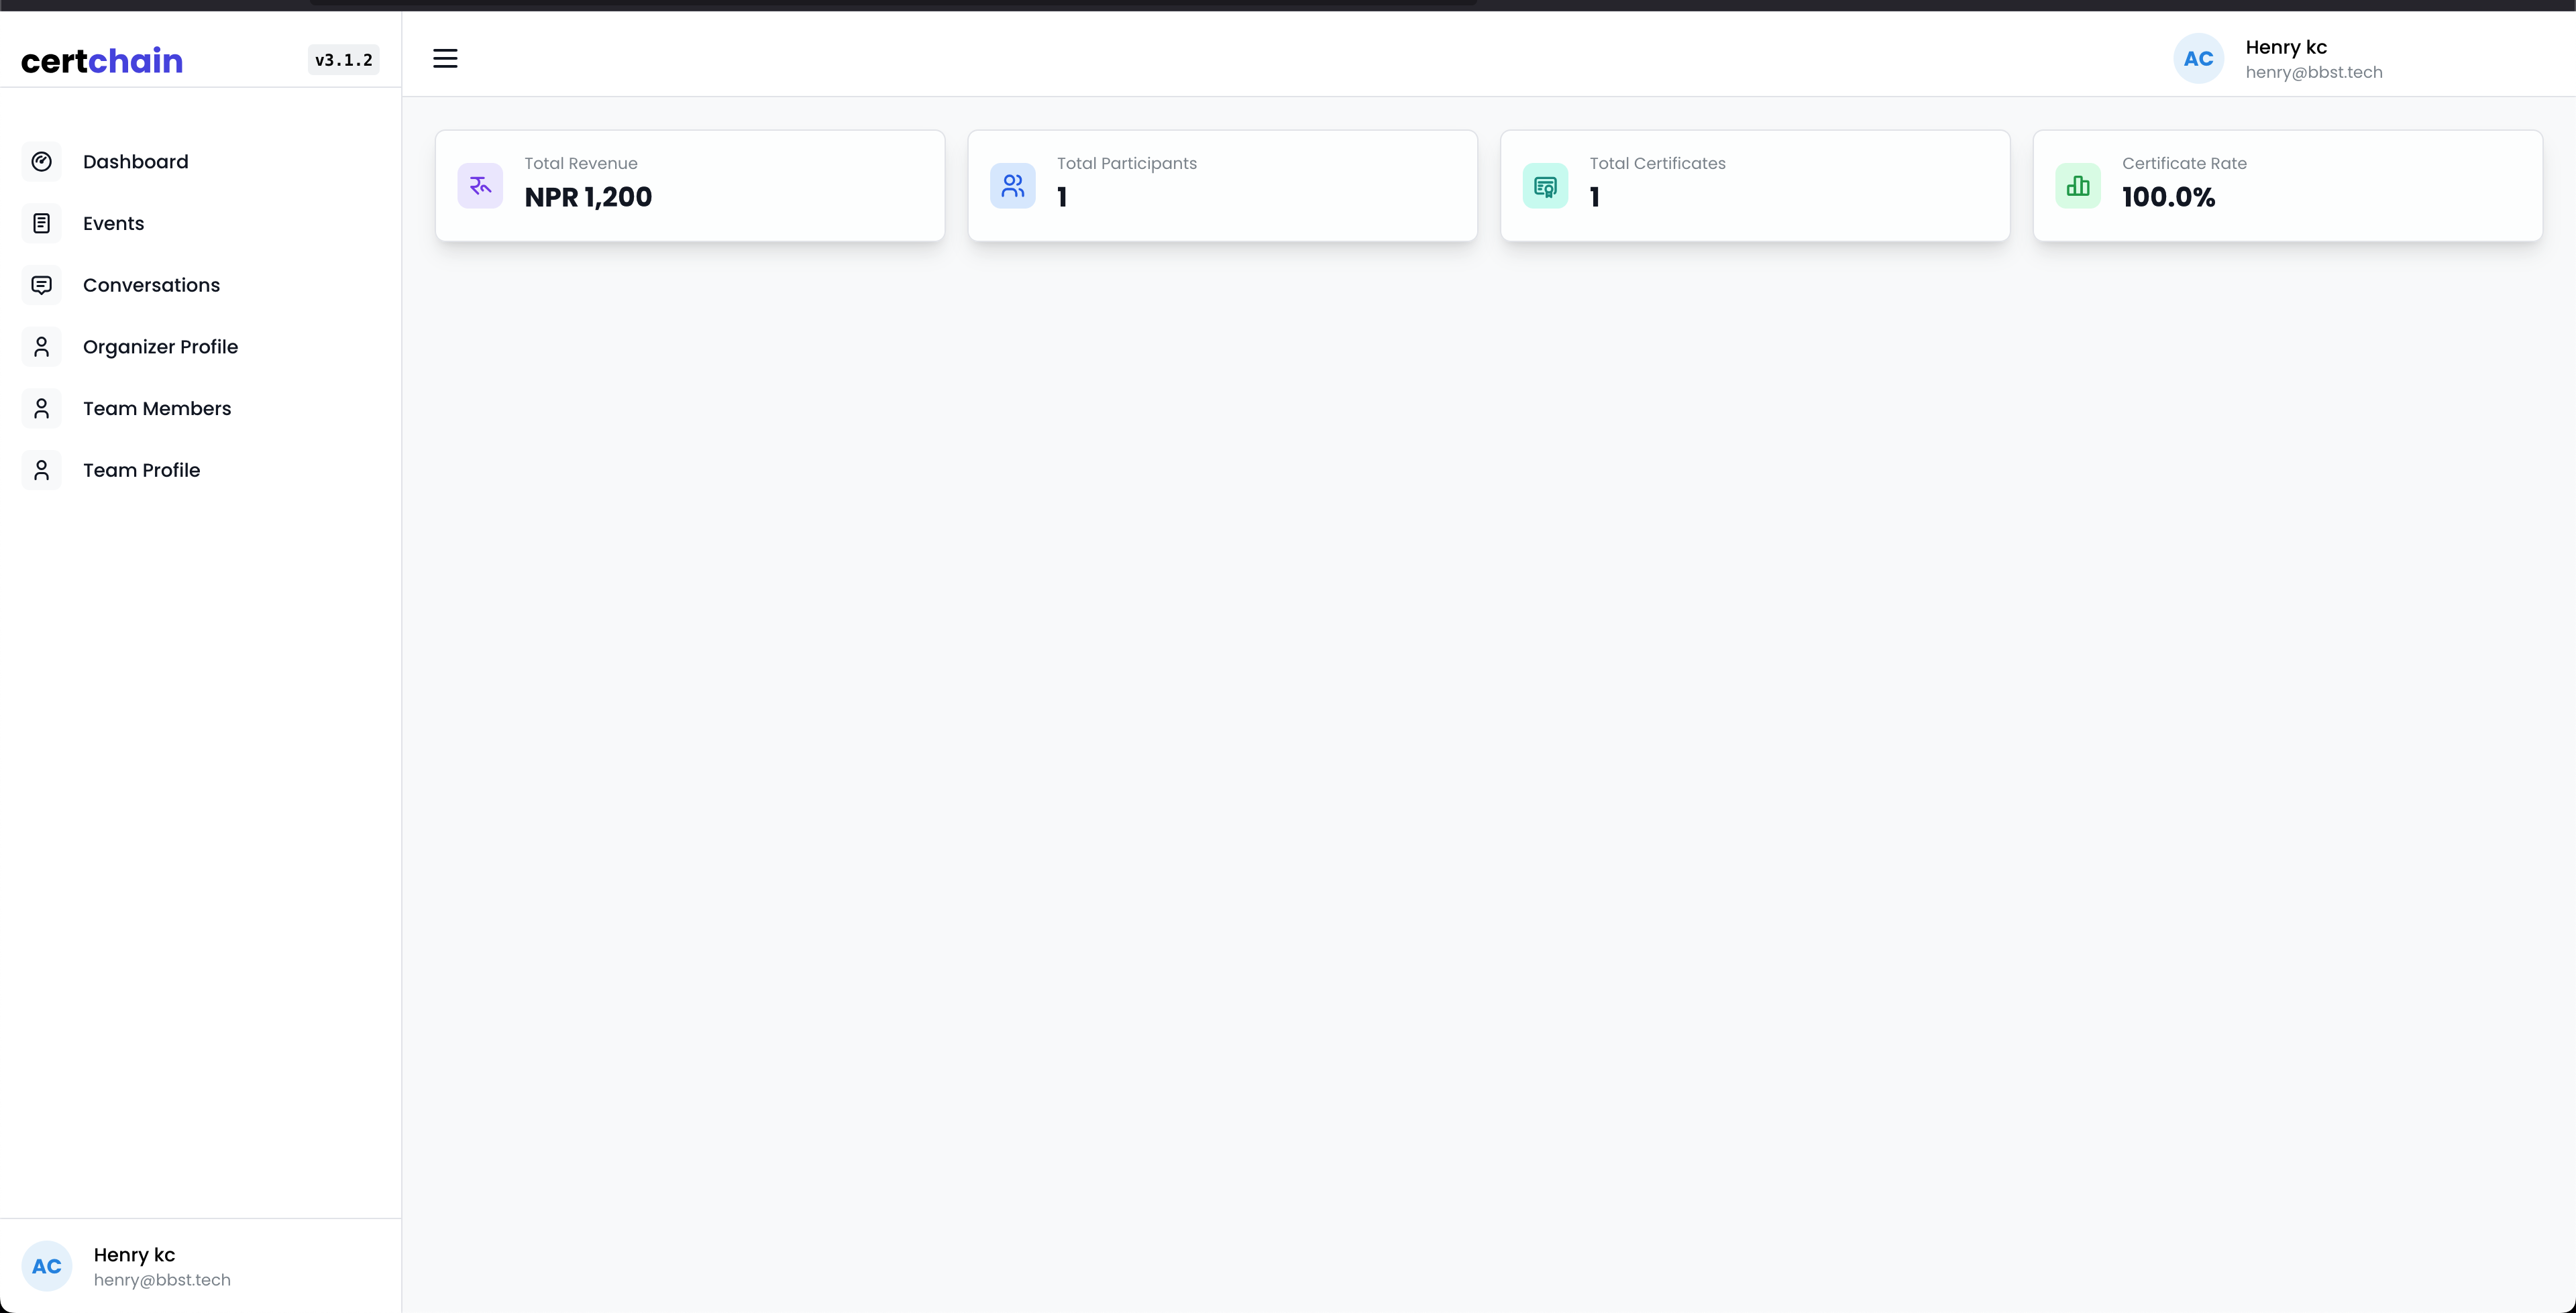 certchain
v3.1.2
Dashboard
Events
Conversations
Organizer Profile
Team Members
Team Profile
AC
Henry kc
henry@bbst.tech
AC
Henry kc
henry@bbst.tech
Total Revenue
NPR 1,200
Total Participants
1
Total Certificates
1
Certificate Rate
100.0%